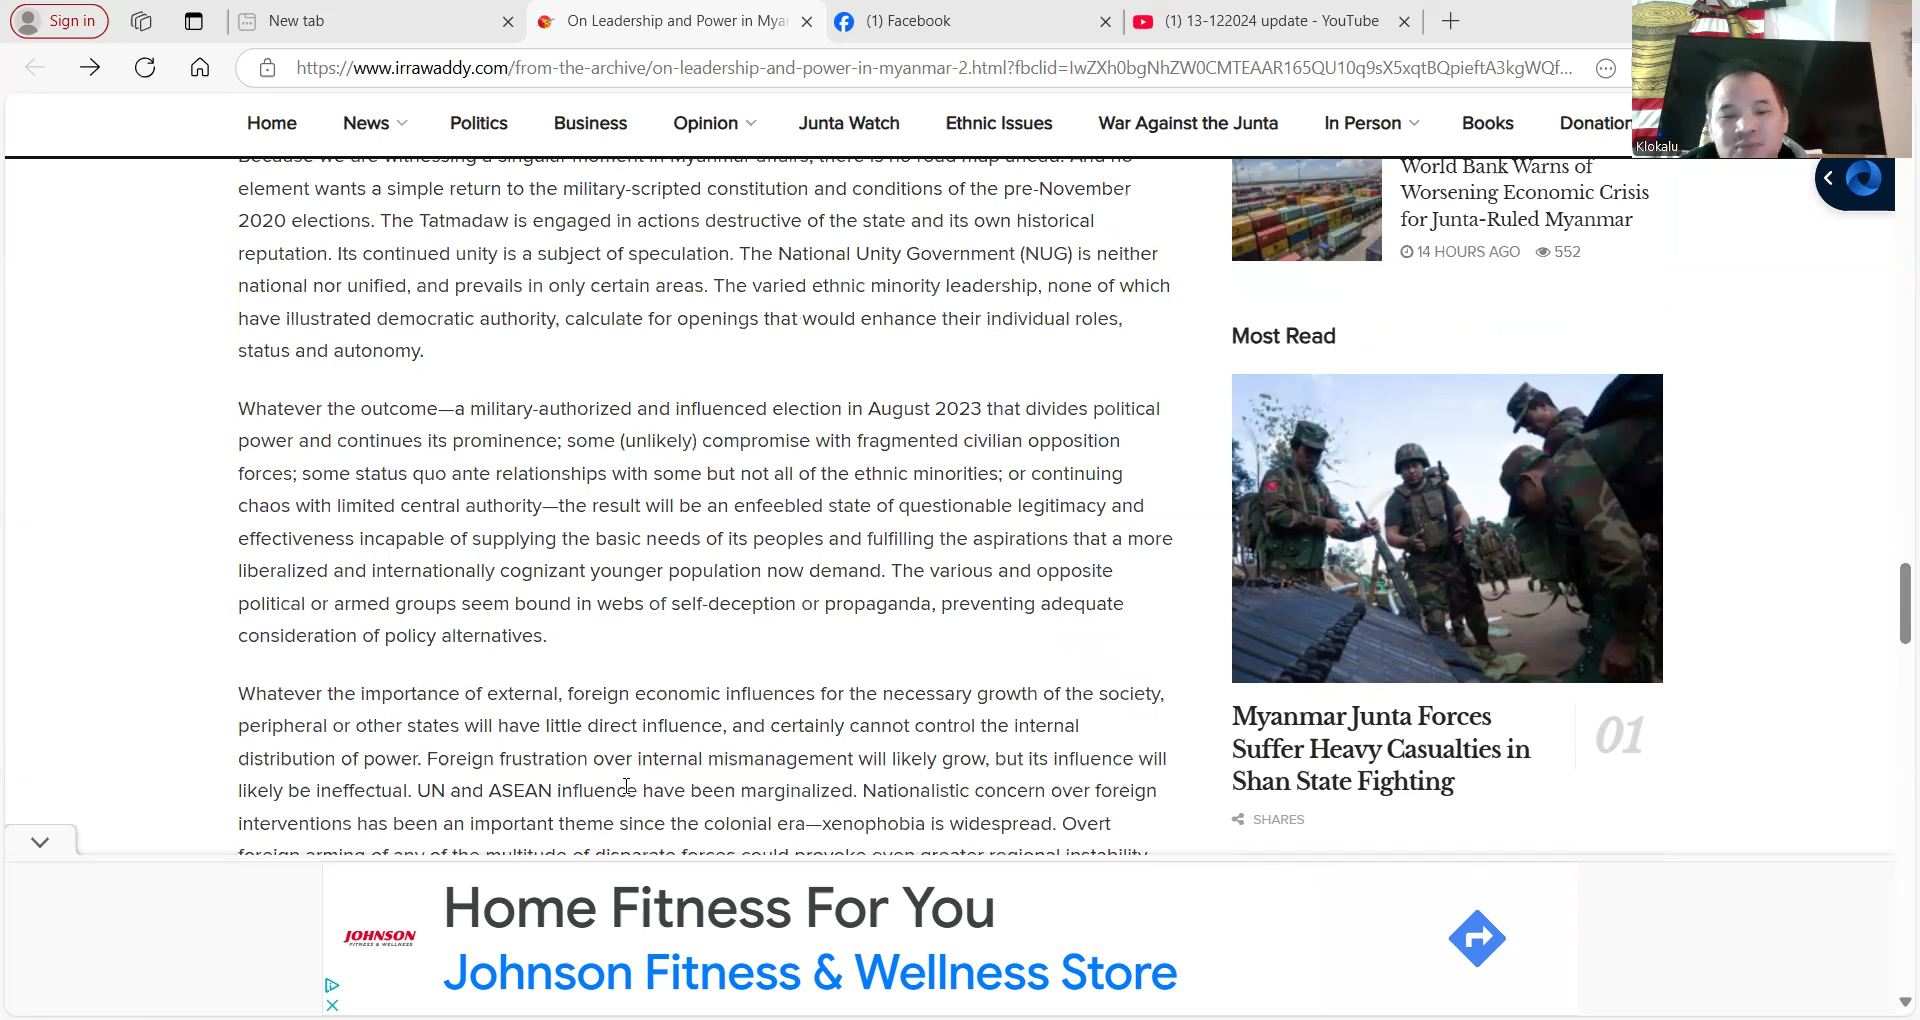 Sign in
New tab
On Leadership and Power in Myan
(1) Facebook
(1) 13-122024 update - YouTube
https://www.irrawaddy.com/from-the-archive/on-leadership-and-power-in-myanmar-2.html?fbclid=IwZXh0bgNhZW0CMTEAAR165QU10q9sX5xqtBQpieftA3kgWQf...
Home News Politics Business Opinion Junta Watch Ethnic Issues War Against the Junta In Person Books Donation
Klokalu
Because we are witnessing a singular moment in Myanmar affairs, there is no road map ahead. And no
element wants a simple return to the military-scripted constitution and conditions of the pre-November
2020 elections. The Tatmadaw is engaged in actions destructive of the state and its own historical
reputation. Its continued unity is a subject of speculation. The National Unity Government (NUG) is neither
national nor unified, and prevails in only certain areas. The varied ethnic minority leadership, none of which
have illustrated democratic authority, calculate for openings that would enhance their individual roles,
status and autonomy.
Whatever the outcome—a military-authorized and influenced election in August 2023 that divides political
power and continues its prominence; some (unlikely) compromise with fragmented civilian opposition
forces; some status quo ante relationships with some but not all of the ethnic minorities; or continuing
chaos with limited central authority—the result will be an enfeebled state of questionable legitimacy and
effectiveness incapable of supplying the basic needs of its peoples and fulfilling the aspirations that a more
liberalized and internationally cognizant younger population now demand. The various and opposite
political or armed groups seem bound in webs of self-deception or propaganda, preventing adequate
consideration of policy alternatives.
Whatever the importance of external, foreign economic influences for the necessary growth of the society,
peripheral or other states will have little direct influence, and certainly cannot control the internal
distribution of power. Foreign frustration over internal mismanagement will likely grow, but its influence will
likely be ineffectual. UN and ASEAN influence have been marginalized. Nationalistic concern over foreign
interventions has been an important theme since the colonial era—xenophobia is widespread. Overt
foreign arming of any of the multitude of disparate forces could provoke even greater regional instability
World Bank Warns of
Worsening Economic Crisis
for Junta-Ruled Myanmar
14 HOURS AGO 552
Most Read
Myanmar Junta Forces
Suffer Heavy Casualties in
Shan State Fighting
01
SHARES
JOHNSON
FITNESS & WELLNESS
Home Fitness For You
Johnson Fitness & Wellness Store